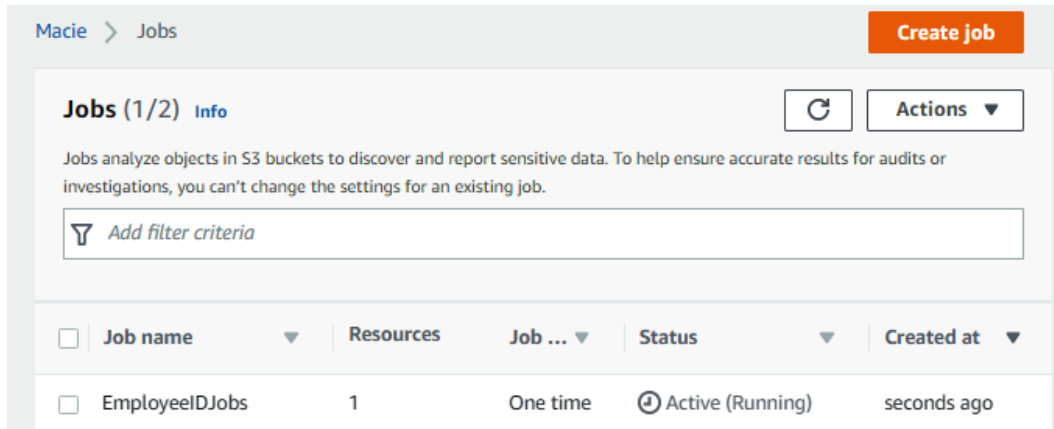 Macie > Jobs
Create job
Jobs (1/2) Info
Actions
Jobs analyze objects in S3 buckets to discover and report sensitive data. To help ensure accurate results for audits or
investigations, you can't change the settings for an existing job.
Add filter criteria
Job name Resources Job ... Status Created at
EmployeeIDJobs 1 One time Active (Running) seconds ago